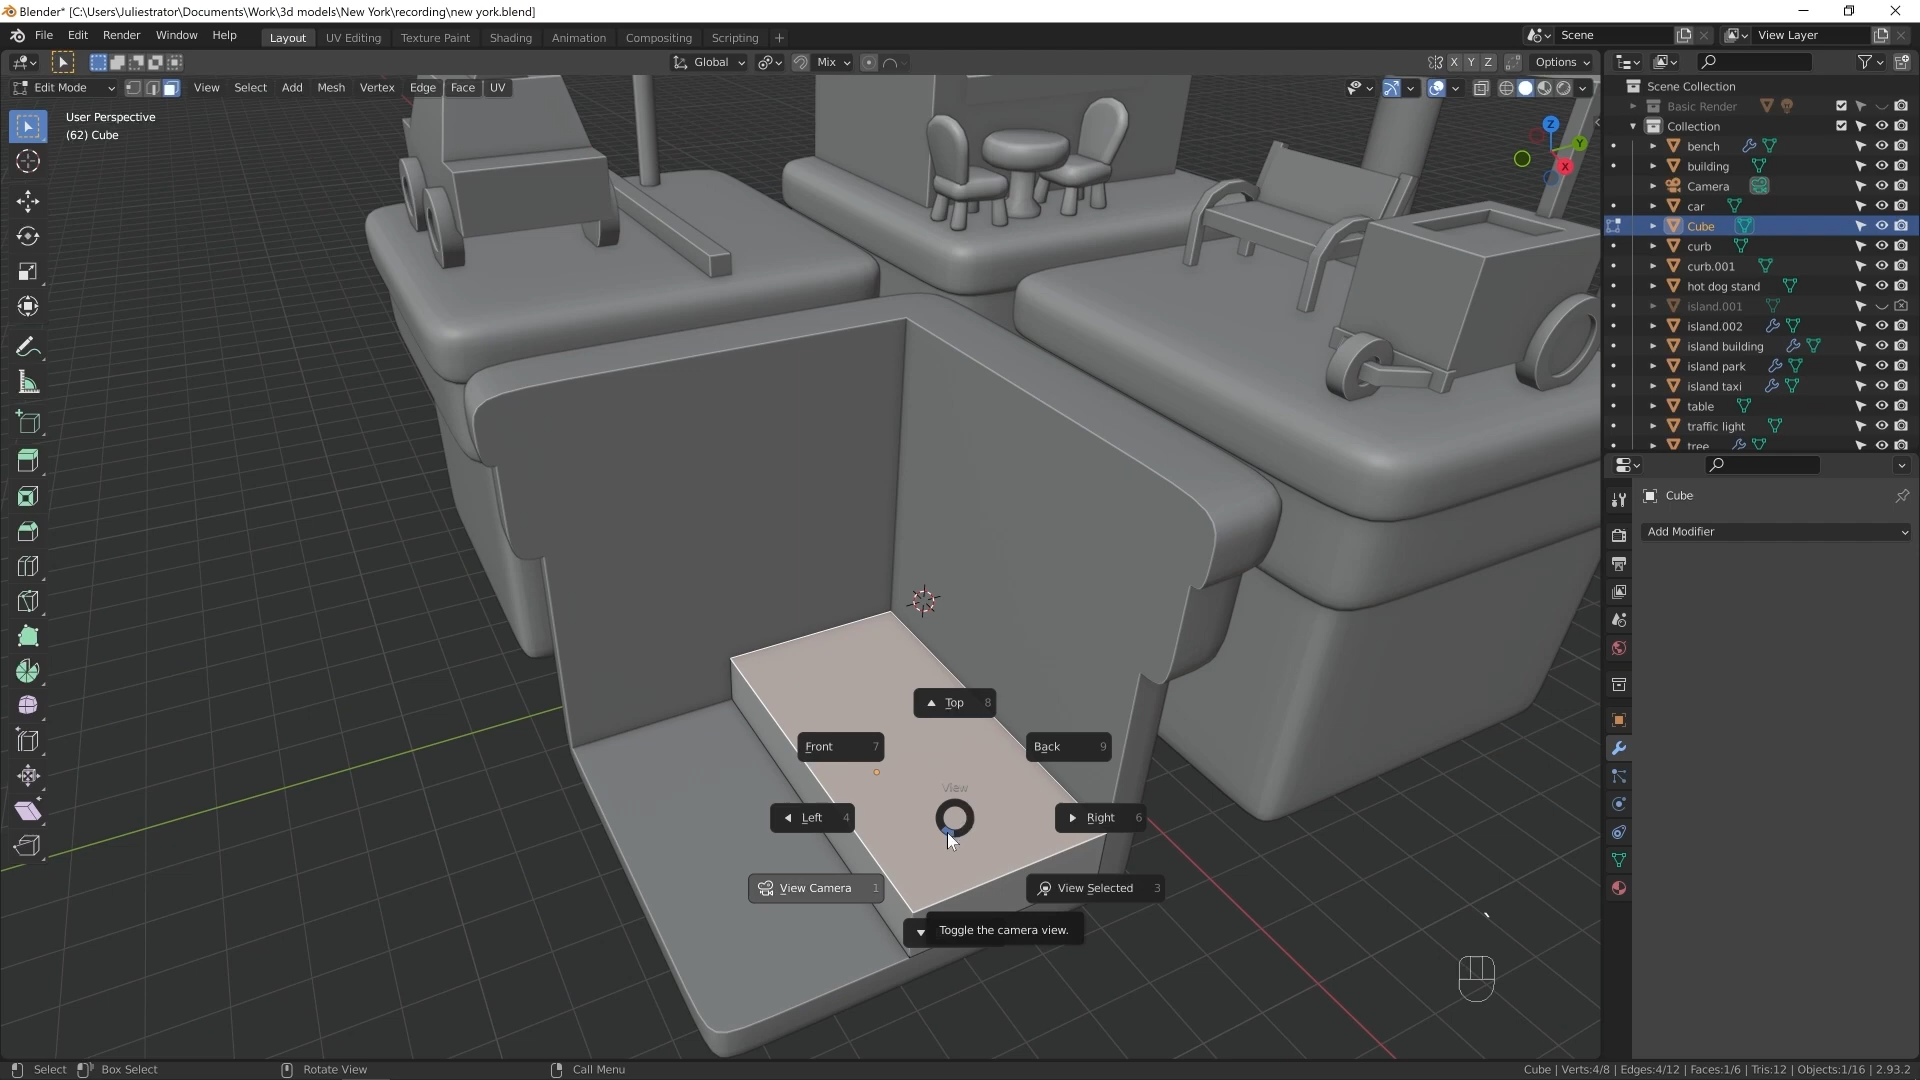 Blender* [C:\Users\Juliestrator\Documents\Work\3d models\New York\recording\new york.blend]
File Edit Render Window Help
Layout UV Editing Texture Paint Shading Animation Compositing Scripting +
Scene
View Layer
Global
Mix
X Y Z
Options
Edit Mode
View Select Add Mesh Vertex Edge Face UV
User Perspective
(62) Cube
Z
Y
X
Scene Collection
Basic Render
Collection
bench
building
Camera
car
Cube
curb
curb.001
hot dog stand
island.001
island.002
island building
island park
island taxi
table
traffic light
tree
Cube
Add Modifier
Top 8
Front 7
Back 9
View
Left 4
Right 6
View Camera 1
View Selected 3
Toggle the camera view.
Select
Box Select
Rotate View
Call Menu
Cube | Verts:4/8 | Edges:4/12 | Faces:1/6 | Tris:12 | Objects:1/16 | 2.93.2